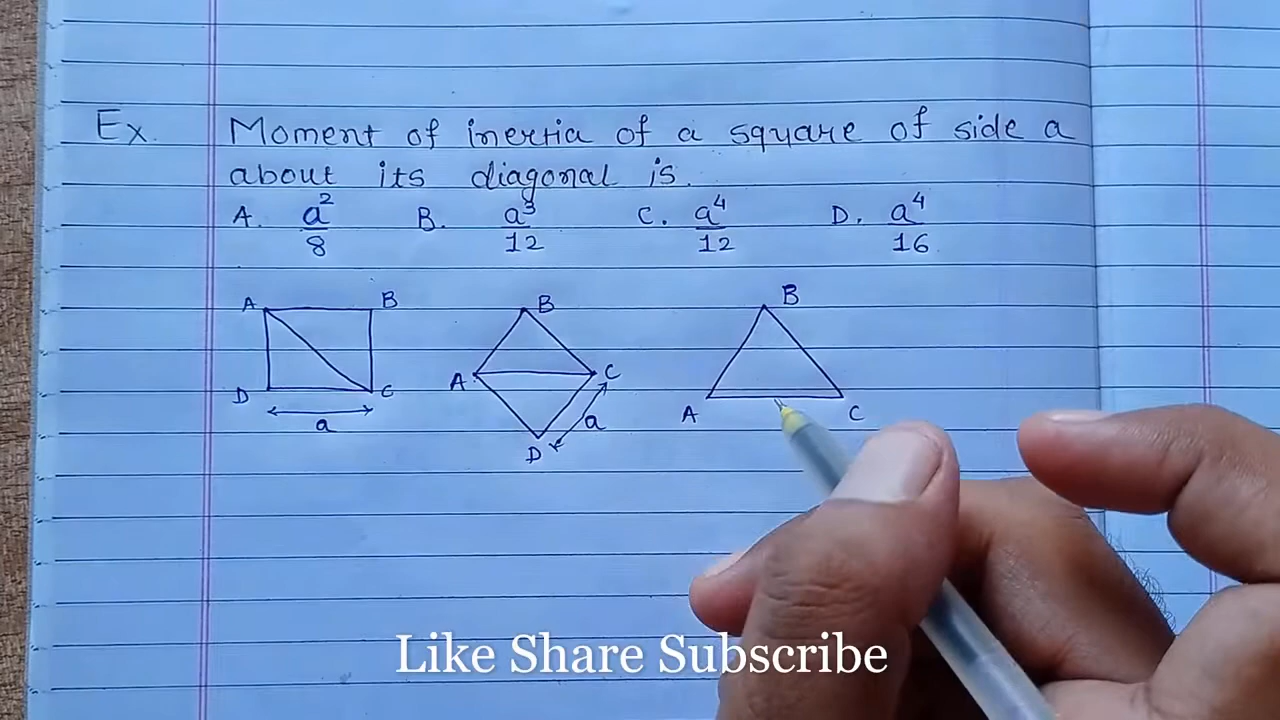 Ex. Moment of inertia of a square of side a
about its diagonal is.
A. a²/8 B. a³/12 C. a⁴/12 D. a⁴/16
A B B B
A C
D C A C
a a
D
Like Share Subscribe